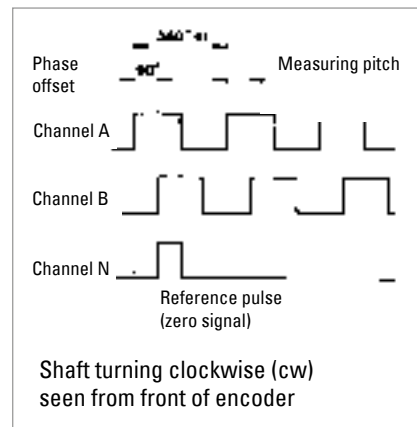 Phase
offset
Measuring pitch
Channel A
Channel B
Channel N
Reference pulse
(zero signal)
Shaft turning clockwise (cw)
seen from front of encoder